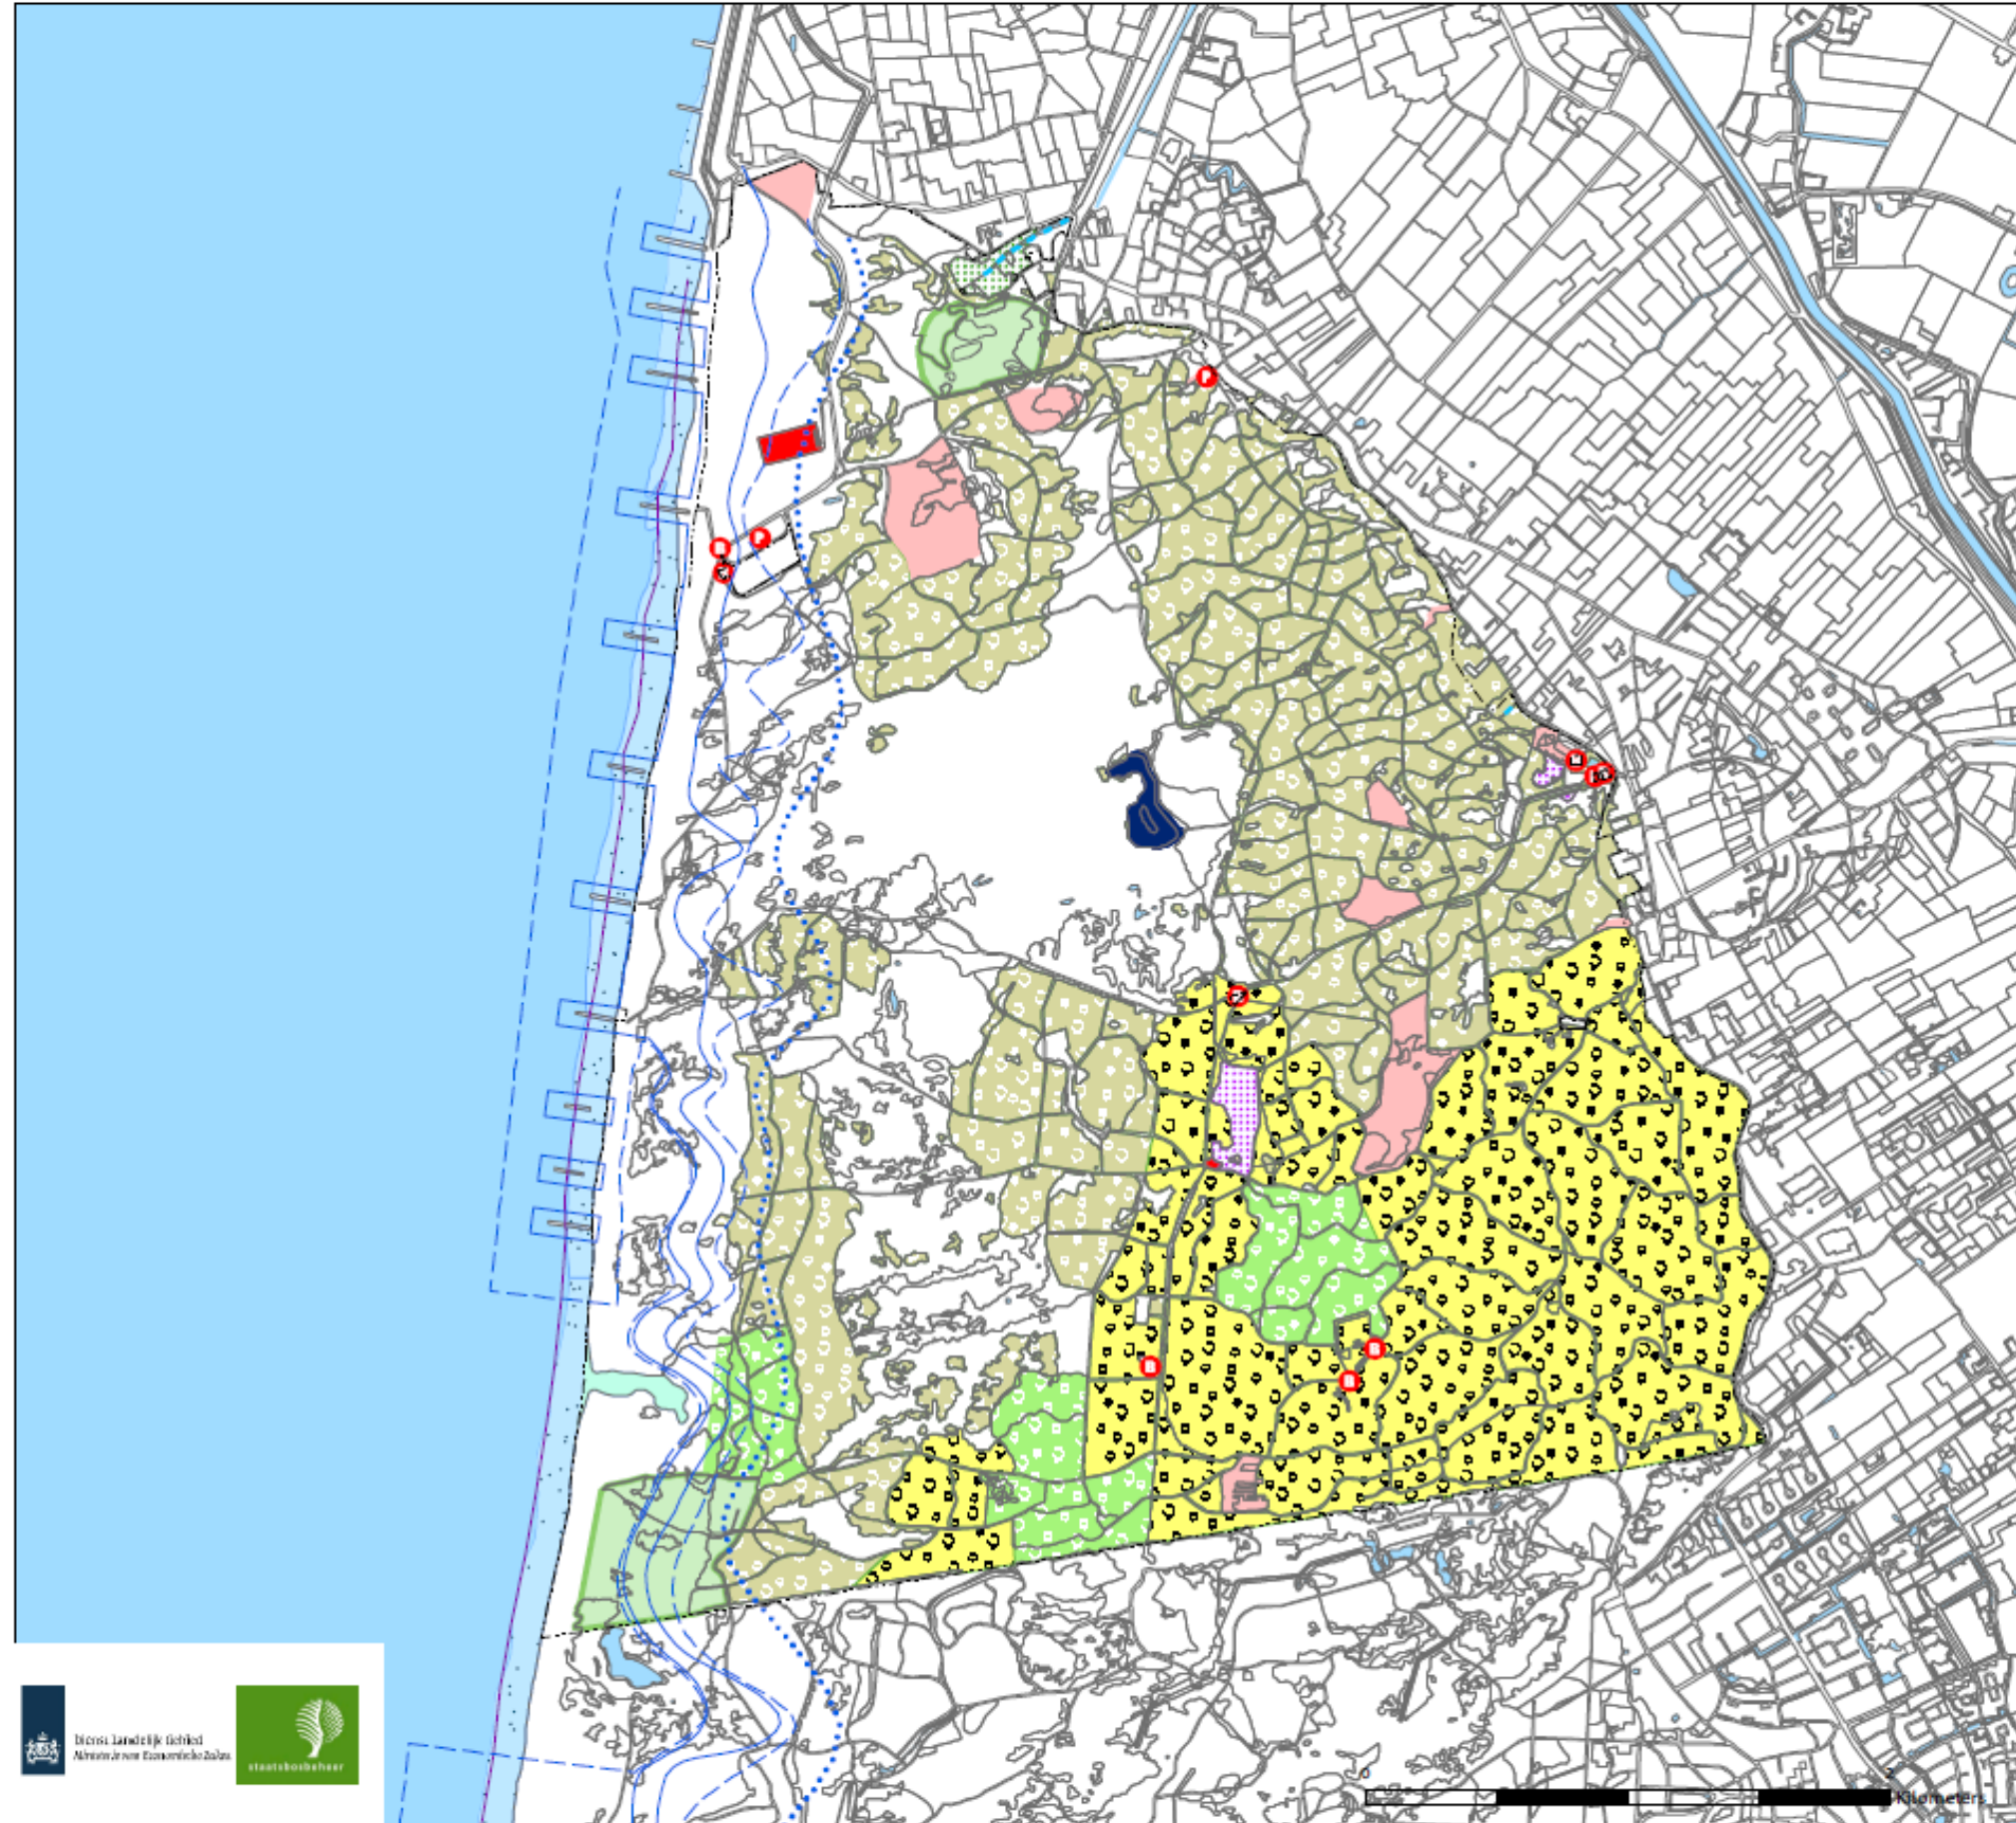 P
B
B
B
Dienst Landelijk Gebied
Ministerie van Economische Zaken
staatsbosbeheer
0
2
Kilometers